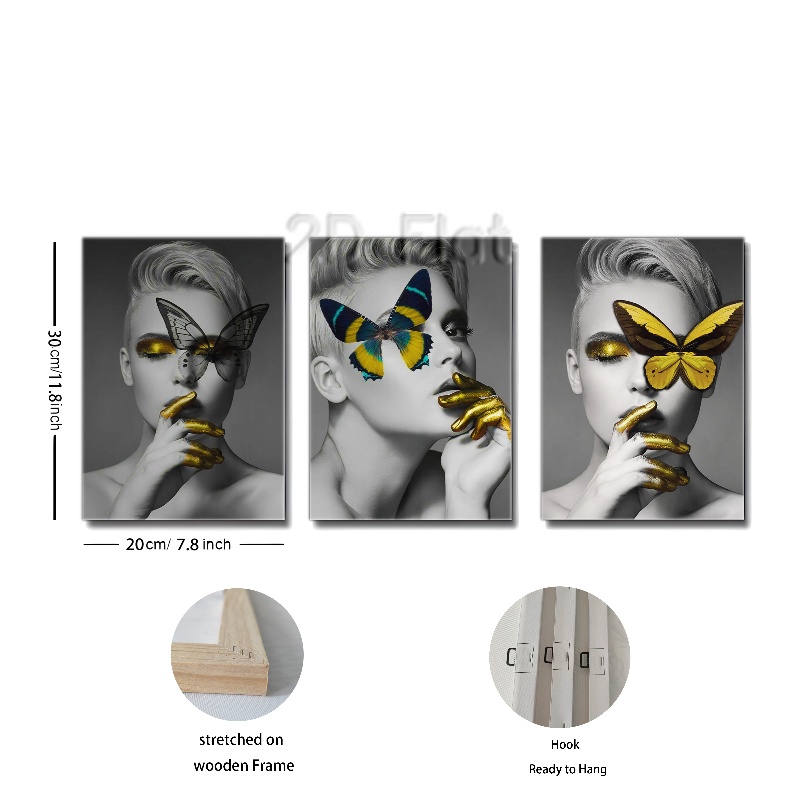 2D Flat
30cm/11.8inch
20cm/ 7.8 inch
stretched on
wooden Frame
Hook
Ready to Hang